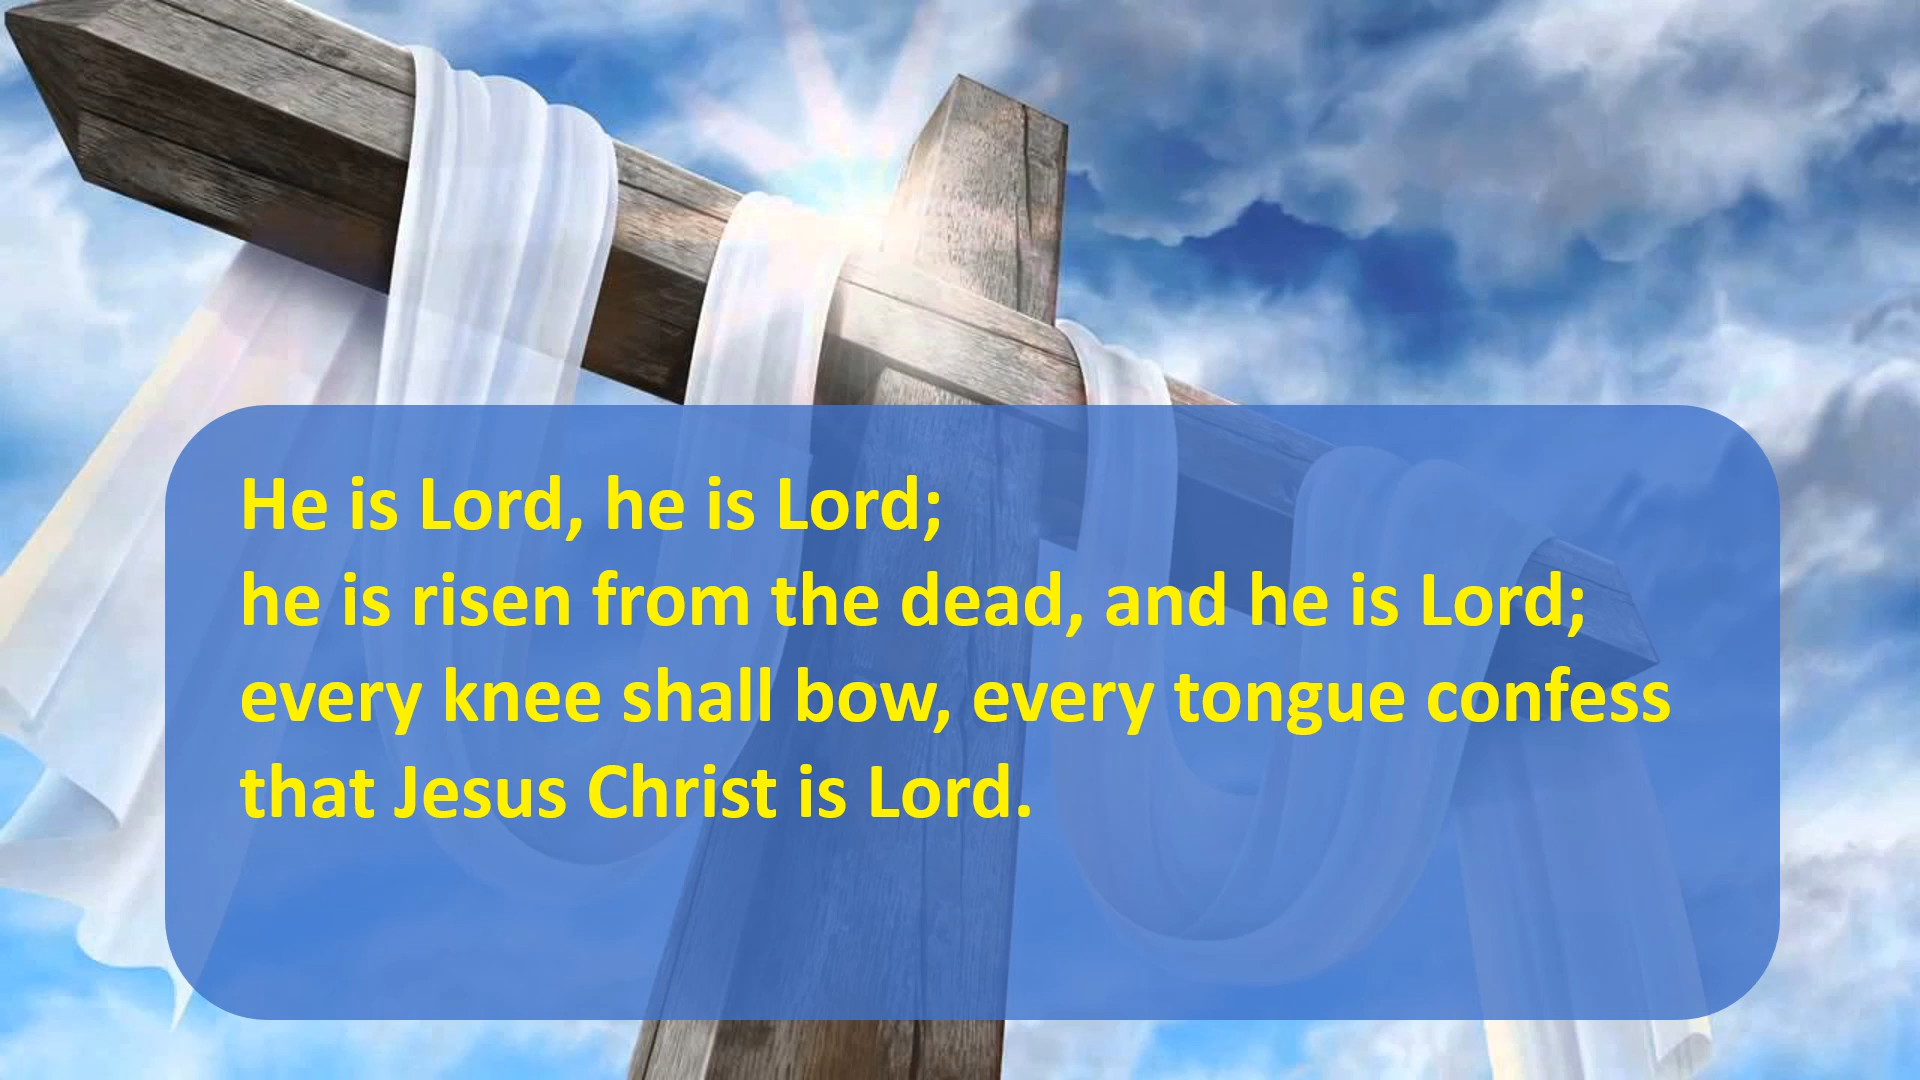 He is Lord, he is Lord;
he is risen from the dead, and he is Lord;
every knee shall bow, every tongue confess
that Jesus Christ is Lord.